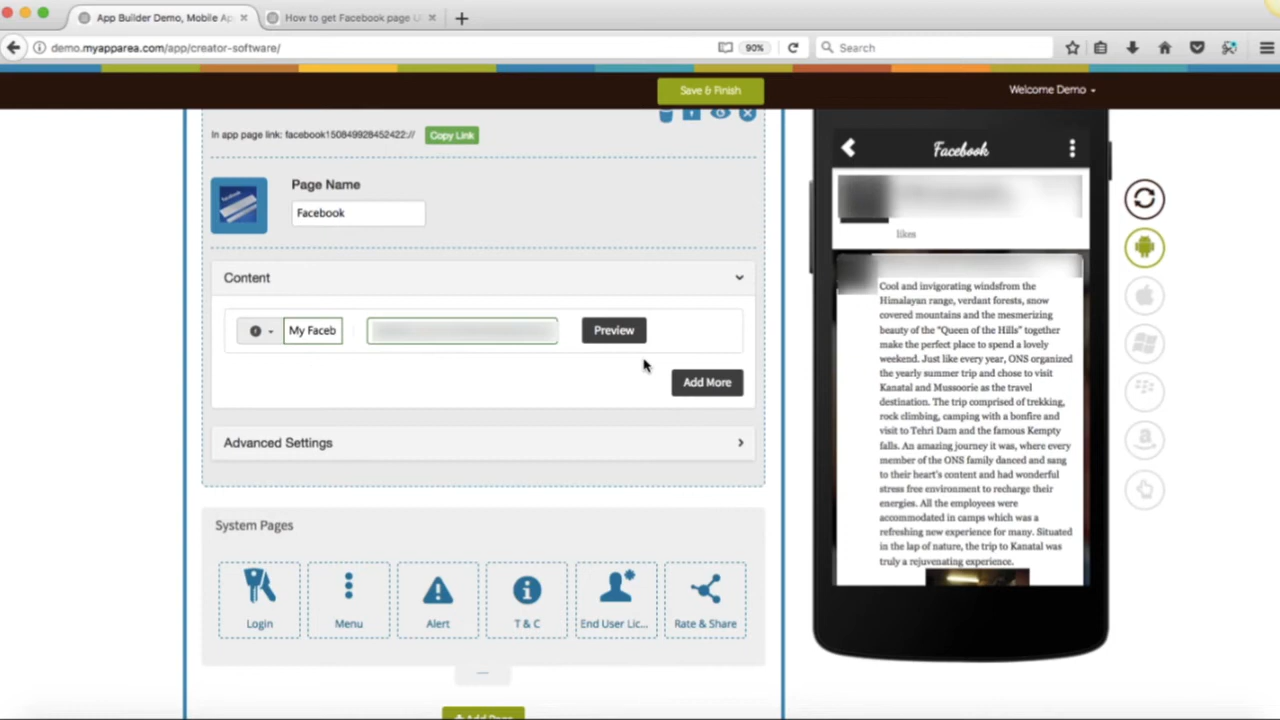 App Builder Demo, Mobile Ap
How to get Facebook page U
demo.myapparea.com/app/creator-software/
90%
Search
Save & Finish
Welcome Demo
In app page link: facebook150849928452422://
Copy Link
Page Name
Facebook
Content
My Faceb
Preview
Add More
Advanced Settings
System Pages
Login
Menu
Alert
T & C
End User Lic...
Rate & Share
Add Page
Facebook
likes
Cool and invigorating windsfrom the
Himalayan range, verdant forests, snow
covered mountains and the mesmerizing
beauty of the "Queen of the Hills" together
make the perfect place to spend a lovely
weekend. Just like every year, ONS organized
the yearly summer trip and chose to visit
Kanatal and Mussoorie as the travel
destination. The trip comprised of trekking,
rock climbing, camping with a bonfire and
visit to Tehri Dam and the famous Kempty
falls. An amazing journey it was, where every
member of the ONS family danced and sang
to their heart's content and had wonderful
stress free environment to recharge their
energies. All the employees were
accommodated in camps which was a
refreshing new experience for many. Situated
in the lap of nature, the trip to Kanatal was
truly a rejuvenating experience.